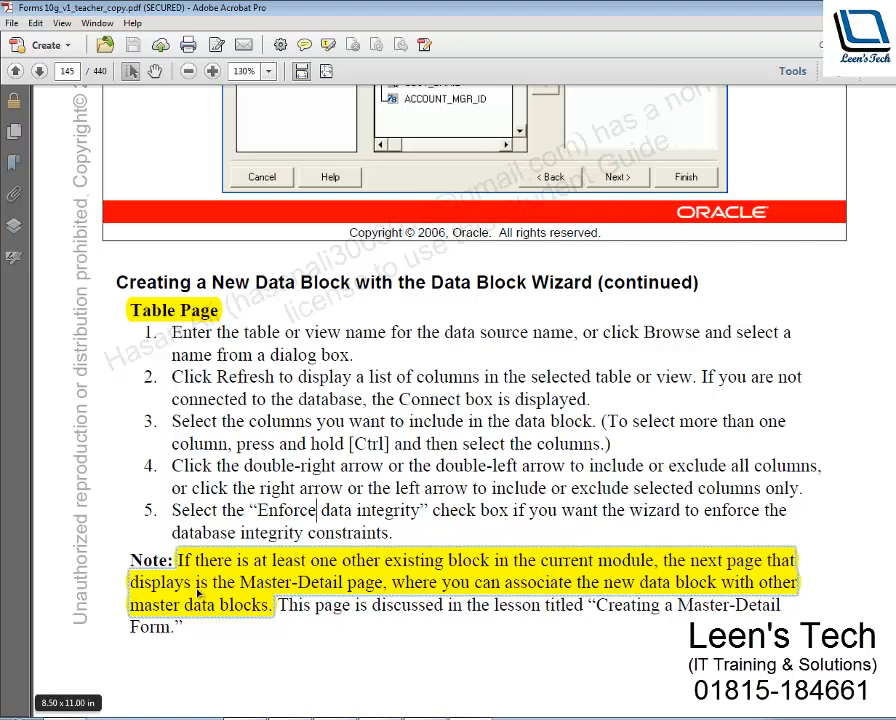 Forms 10g_v1_teacher_copy.pdf (SECURED) - Adobe Acrobat Pro
File Edit View Window Help
Create
145 / 440 130% Tools
Leen'sTech
ACCOUNT_MGR_ID
Cancel Help < Back Next > Finish
ORACLE
Copyright © 2006, Oracle. All rights reserved.
Creating a New Data Block with the Data Block Wizard (continued)
Table Page
1. Enter the table or view name for the data source name, or click Browse and select a
name from a dialog box.
2. Click Refresh to display a list of columns in the selected table or view. If you are not
connected to the database, the Connect box is displayed.
3. Select the columns you want to include in the data block. (To select more than one
column, press and hold [Ctrl] and then select the columns.)
4. Click the double-right arrow or the double-left arrow to include or exclude all columns,
or click the right arrow or the left arrow to include or exclude selected columns only.
5. Select the “Enforce data integrity” check box if you want the wizard to enforce the
database integrity constraints.
Note: If there is at least one other existing block in the current module, the next page that
displays is the Master-Detail page, where you can associate the new data block with other
master data blocks. This page is discussed in the lesson titled “Creating a Master-Detail
Form.”
Unauthorized reproduction or distribution prohibited. Copyright©
has a non
Student Guide
license to use
8.50 x 11.00 in
Leen's Tech
(IT Training & Solutions)
01815-184661